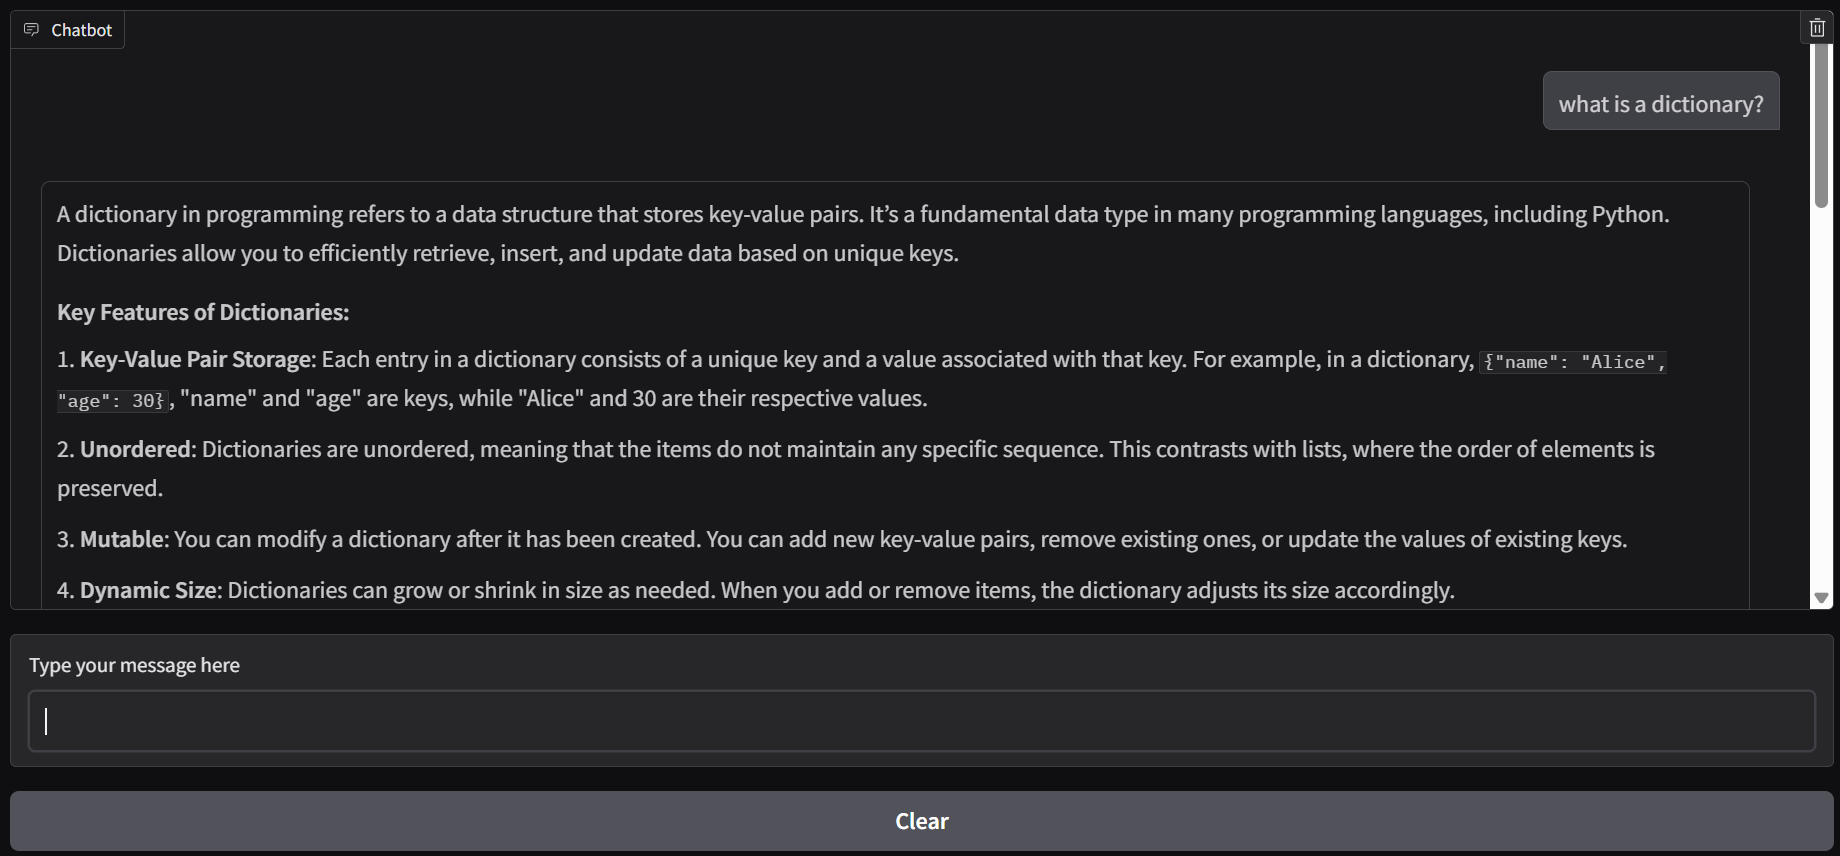 Chatbot
what is a dictionary?
A dictionary in programming refers to a data structure that stores key-value pairs. It’s a fundamental data type in many programming languages, including Python.
Dictionaries allow you to efficiently retrieve, insert, and update data based on unique keys.
Key Features of Dictionaries:
1. Key-Value Pair Storage: Each entry in a dictionary consists of a unique key and a value associated with that key. For example, in a dictionary, {"name": "Alice",
"age": 30}, "name" and "age" are keys, while "Alice" and 30 are their respective values.
2. Unordered: Dictionaries are unordered, meaning that the items do not maintain any specific sequence. This contrasts with lists, where the order of elements is
preserved.
3. Mutable: You can modify a dictionary after it has been created. You can add new key-value pairs, remove existing ones, or update the values of existing keys.
4. Dynamic Size: Dictionaries can grow or shrink in size as needed. When you add or remove items, the dictionary adjusts its size accordingly.
Type your message here
Clear